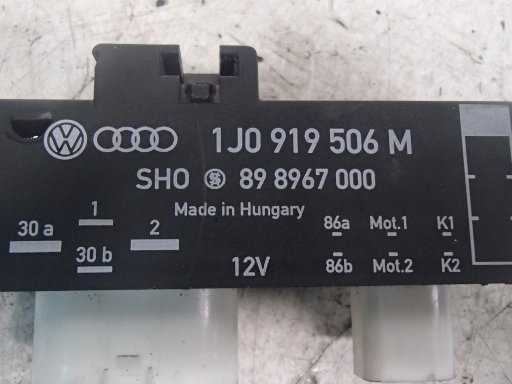 1J0 919 506 M
SHO 89 8967 000
Made in Hungary
30 a 1 2 86a Mot.1 K1
30 b 12V 86b Mot.2 K2